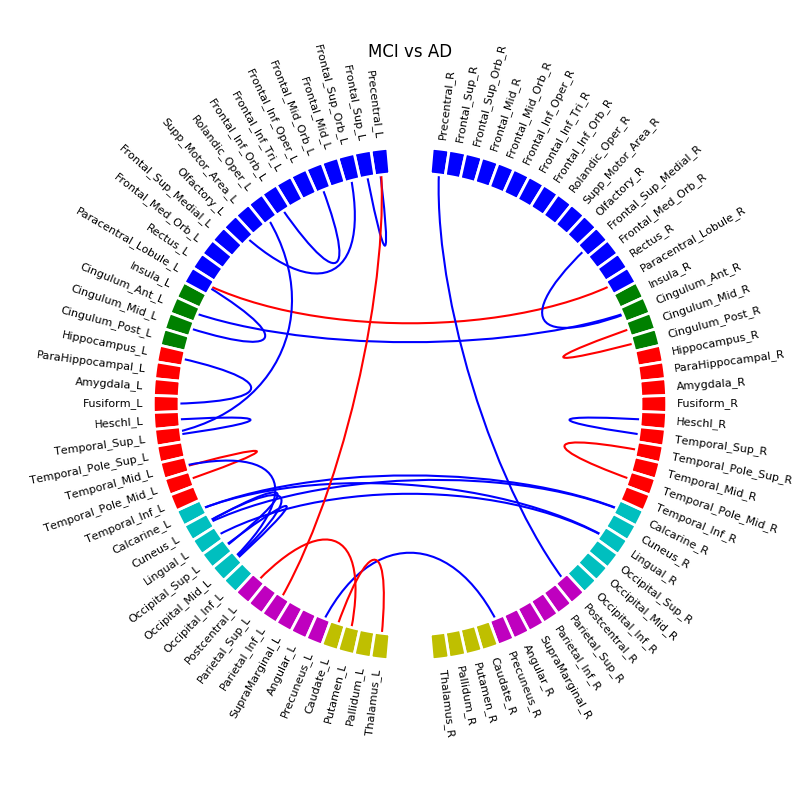 MCI vs AD
Precentral_L
Frontal_Sup_L
Frontal_Sup_Orb_L
Frontal_Mid_L
Frontal_Mid_Orb_L
Frontal_Inf_Oper_L
Frontal_Inf_Tri_L
Frontal_Inf_Orb_L
Rolandic_Oper_L
Supp_Motor_Area_L
Olfactory_L
Frontal_Sup_Medial_L
Frontal_Med_Orb_L
Rectus_L
Paracentral_Lobule_L
Insula_L
Cingulum_Ant_L
Cingulum_Mid_L
Cingulum_Post_L
Hippocampus_L
ParaHippocampal_L
Amygdala_L
Fusiform_L
Heschl_L
Temporal_Sup_L
Temporal_Pole_Sup_L
Temporal_Mid_L
Temporal_Pole_Mid_L
Temporal_Inf_L
Calcarine_L
Cuneus_L
Lingual_L
Occipital_Sup_L
Occipital_Mid_L
Occipital_Inf_L
Postcentral_L
Parietal_Sup_L
Parietal_Inf_L
SupraMarginal_L
Angular_L
Precuneus_L
Caudate_L
Putamen_L
Pallidum_L
Thalamus_L
Precentral_R
Frontal_Sup_R
Frontal_Sup_Orb_R
Frontal_Mid_R
Frontal_Mid_Orb_R
Frontal_Inf_Oper_R
Frontal_Inf_Tri_R
Frontal_Inf_Orb_R
Rolandic_Oper_R
Supp_Motor_Area_R
Olfactory_R
Frontal_Sup_Medial_R
Frontal_Med_Orb_R
Rectus_R
Paracentral_Lobule_R
Insula_R
Cingulum_Ant_R
Cingulum_Mid_R
Cingulum_Post_R
Hippocampus_R
ParaHippocampal_R
Amygdala_R
Fusiform_R
Heschl_R
Temporal_Sup_R
Temporal_Pole_Sup_R
Temporal_Mid_R
Temporal_Pole_Mid_R
Temporal_Inf_R
Calcarine_R
Cuneus_R
Lingual_R
Occipital_Sup_R
Occipital_Mid_R
Occipital_Inf_R
Postcentral_R
Parietal_Sup_R
Parietal_Inf_R
SupraMarginal_R
Angular_R
Precuneus_R
Caudate_R
Putamen_R
Pallidum_R
Thalamus_R